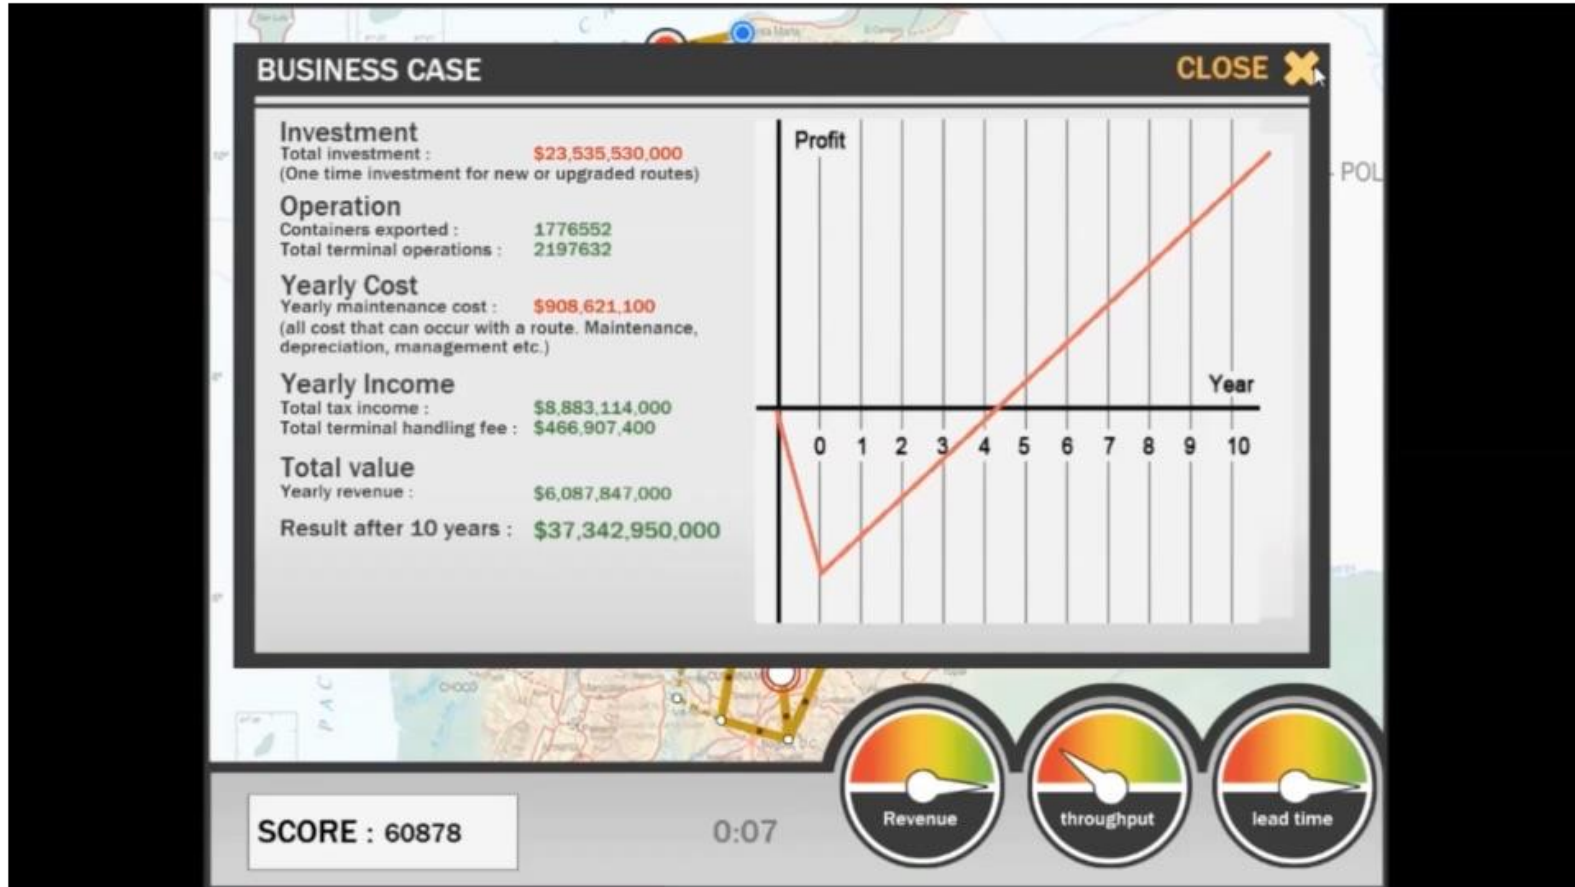 BUSINESS CASE
CLOSE
Investment
Total investment : $23,535,530,000
(One time investment for new or upgraded routes)
Operation
Containers exported : 1776552
Total terminal operations : 2197632
Yearly Cost
Yearly maintenance cost : $908,621,100
(all cost that can occur with a route. Maintenance,
depreciation, management etc.)
Yearly Income
Total tax income : $8,883,114,000
Total terminal handling fee : $466,907,400
Total value
Yearly revenue : $6,087,847,000
Result after 10 years : $37,342,950,000
Profit
Year
0 1 2 3 4 5 6 7 8 9 10
POL
CHOCÓ
PAC
SCORE : 60878
0:07
Revenue
throughput
lead time